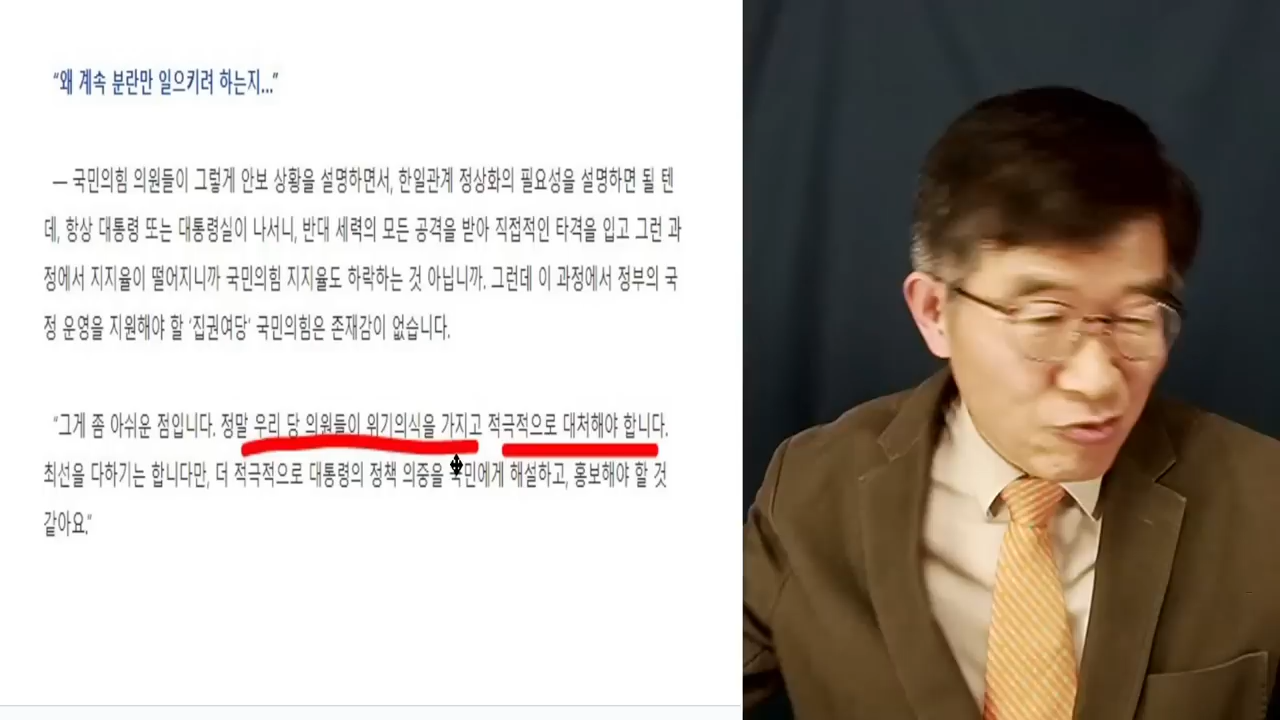 “왜 계속 분란만 일으키려 하는지...”
— 국민의힘 의원들이 그렇게 안보 상황을 설명하면서, 한일관계 정상화의 필요성을 설명하면 될 텐
데, 항상 대통령 또는 대통령실이 나서니, 반대 세력의 모든 공격을 받아 직접적인 타격을 입고 그런 과
정에서 지지율이 떨어지니까 국민의힘 지지율도 하락하는 것 아닙니까. 그런데 이 과정에서 정부의 국
정 운영을 지원해야 할 ‘집권여당’ 국민의힘은 존재감이 없습니다.
“그게 좀 아쉬운 점입니다. 정말 우리 당 의원들이 위기의식을 가지고 적극적으로 대처해야 합니다.
최선을 다하기는 합니다만, 더 적극적으로 대통령의 정책 의중을 국민에게 해설하고, 홍보해야 할 것
같아요.”